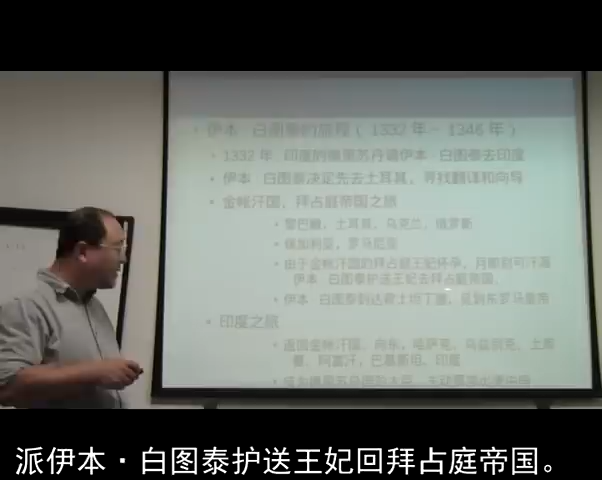 伊本·白图泰的旅程（1332 年－ 1346 年）
1332 年 印度的德里苏丹请伊本·白图泰去印度
伊本·白图泰决定先去土耳其，寻找翻译和向导
金帐汗国，拜占庭帝国之旅
黎巴嫩，土耳其，乌克兰，俄罗斯
保加利亚，罗马尼亚
由于金帐汗国的拜占庭王妃怀孕，月即别可汗派
伊本·白图泰护送王妃去拜占庭帝国。
伊本·白图泰到达君士坦丁堡，见到东罗马皇帝
印度之旅
返回金帐汗国，向东，哈萨克，乌兹别克，土库
曼，阿富汗，巴基斯坦，印度
派伊本·白图泰护送王妃回拜占庭帝国。